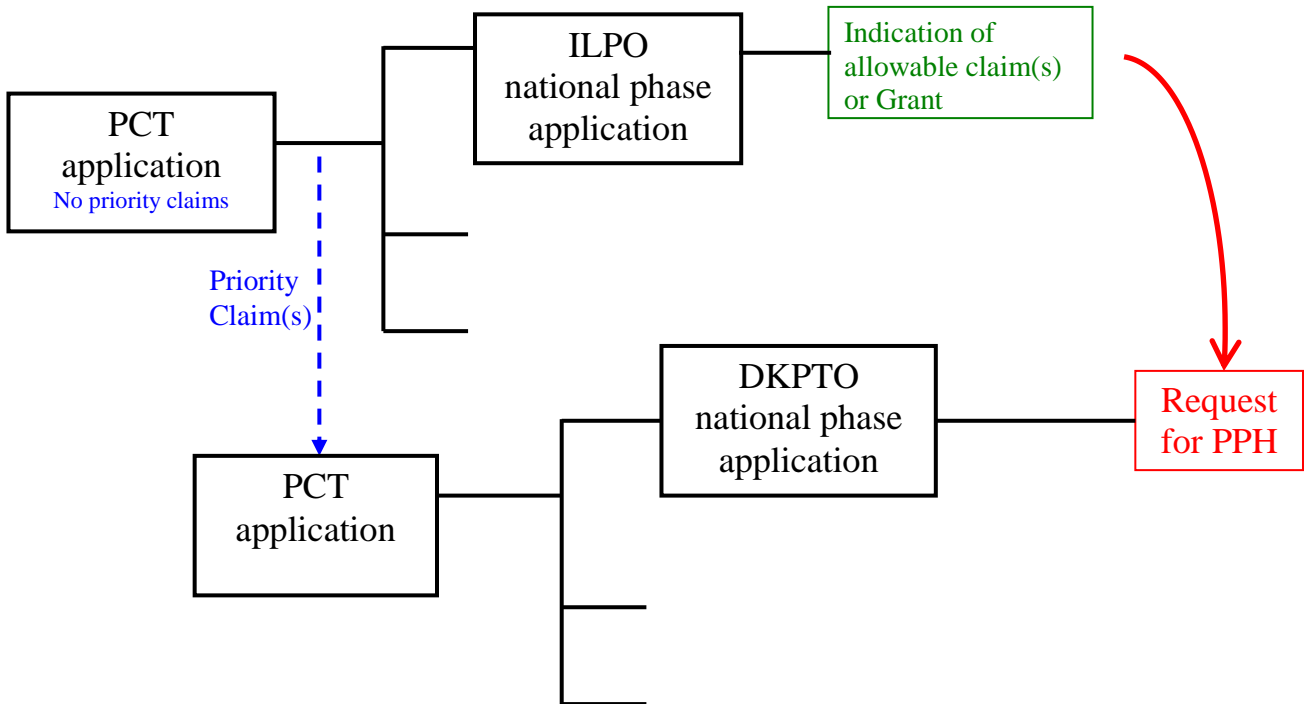 PCT
application
No priority claims
ILPO
national phase
application
Indication of
allowable claim(s)
or Grant
Priority
Claim(s)
DKPTO
national phase
application
Request
for PPH
PCT
application